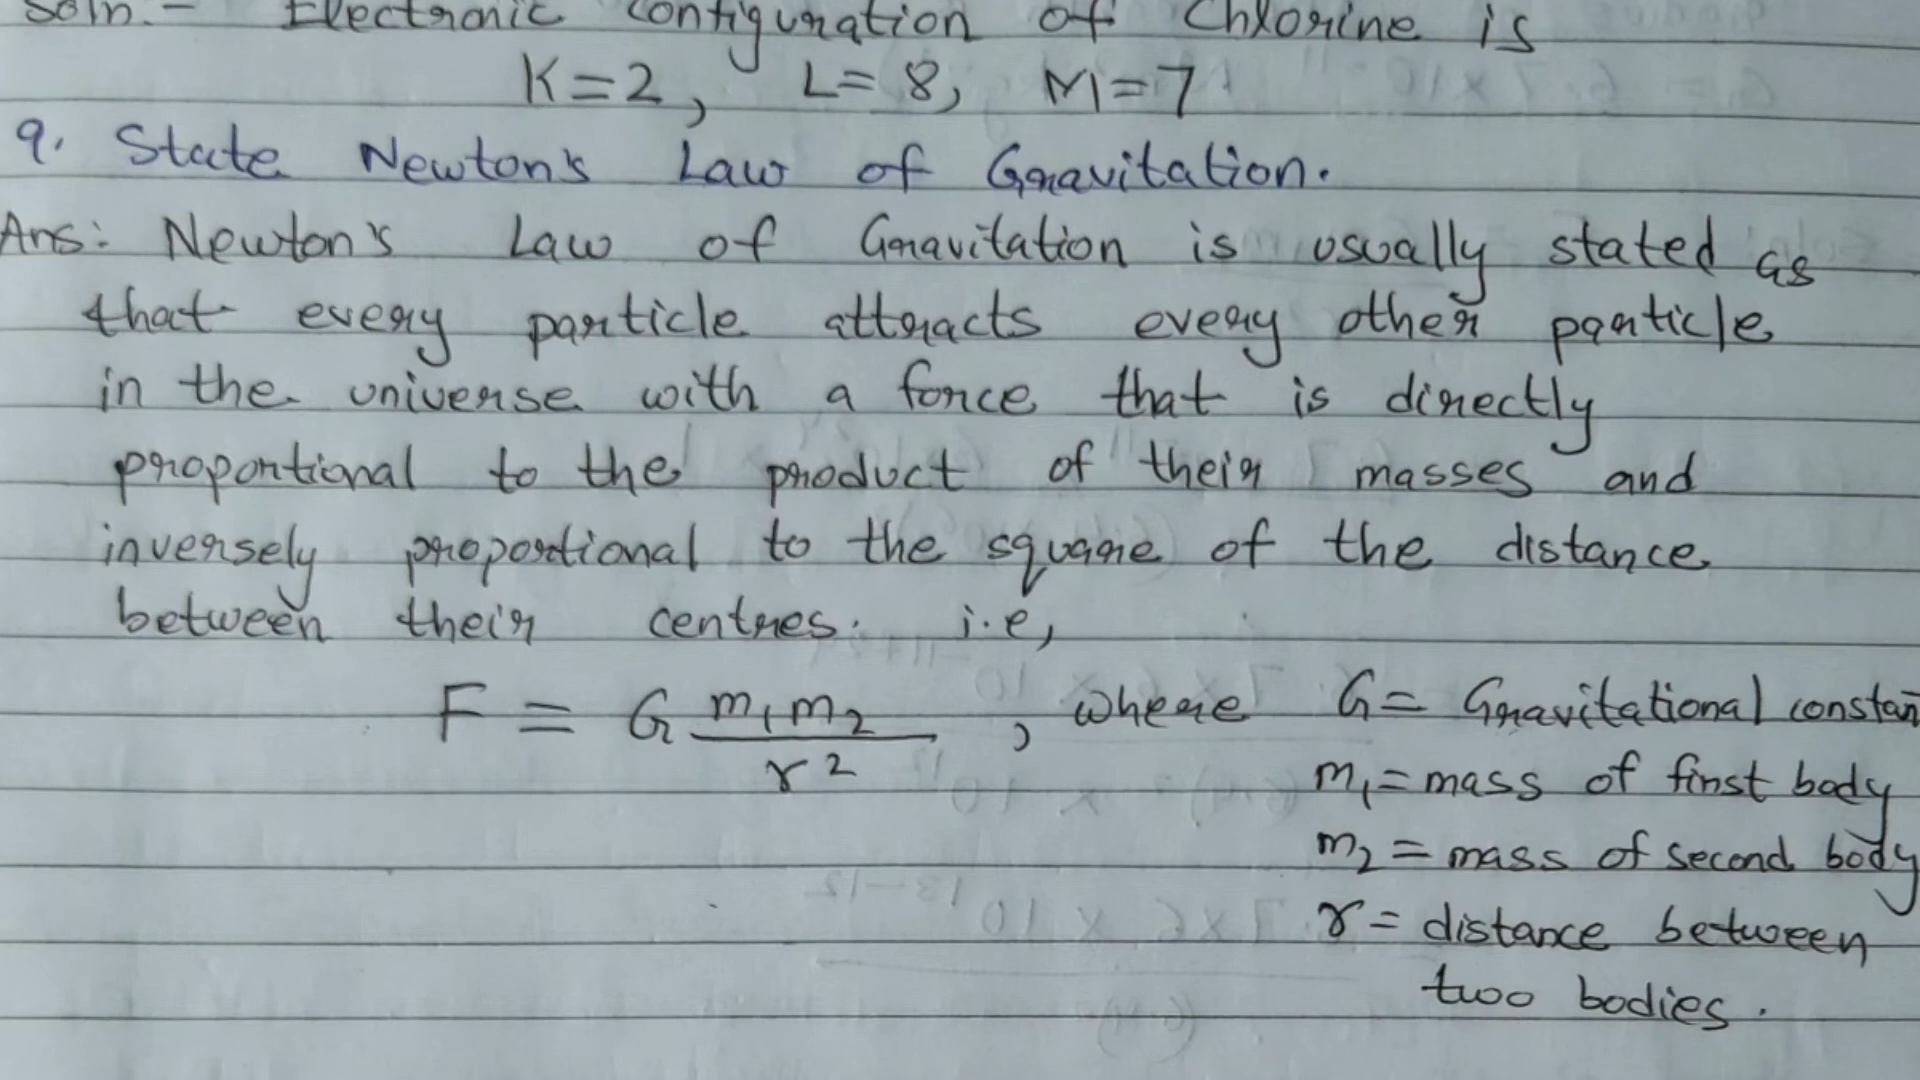 Soln.- Electronic configuration of Chlorine is
K=2, L=8, M=7
9. State Newton's Law of Gravitation.
Ans: Newton's Law of Gravitation is usually stated as
that every particle attracts every other particle
in the universe with a force that is directly
proportional to the product of their masses and
inversely proportional to the square of the distance
between their centres. i.e,
F = G m₁m₂ / r² , where G = Gravitational constan
m₁ = mass of first body
m₂ = mass of second body
r = distance between
two bodies.